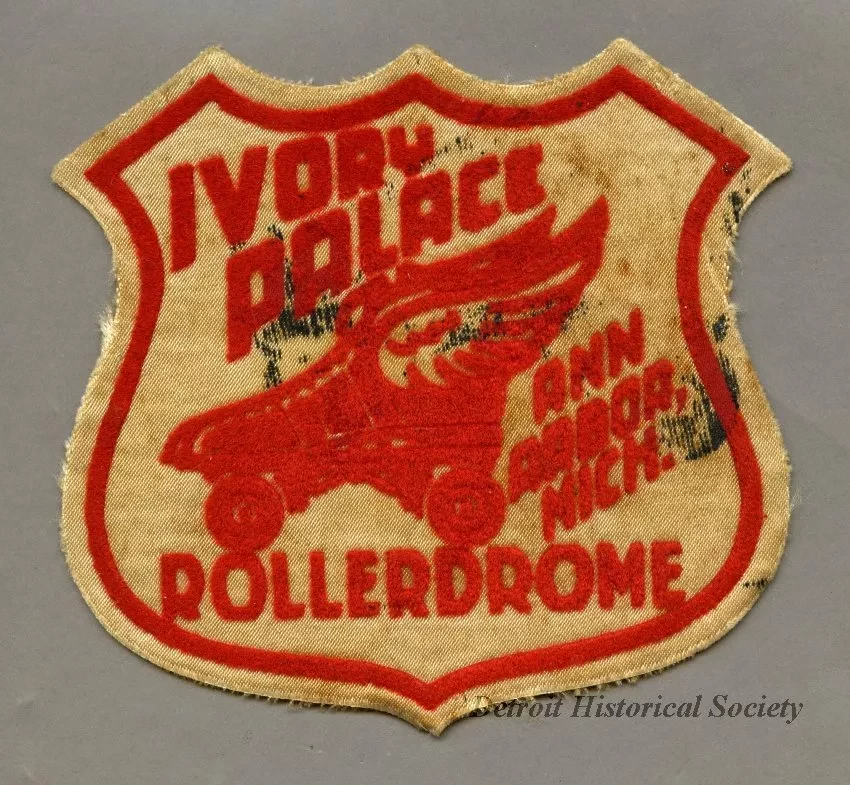 IVORY
PALACE
ANN
ARBOR,
MICH.
ROLLERDROME
Detroit Historical Society